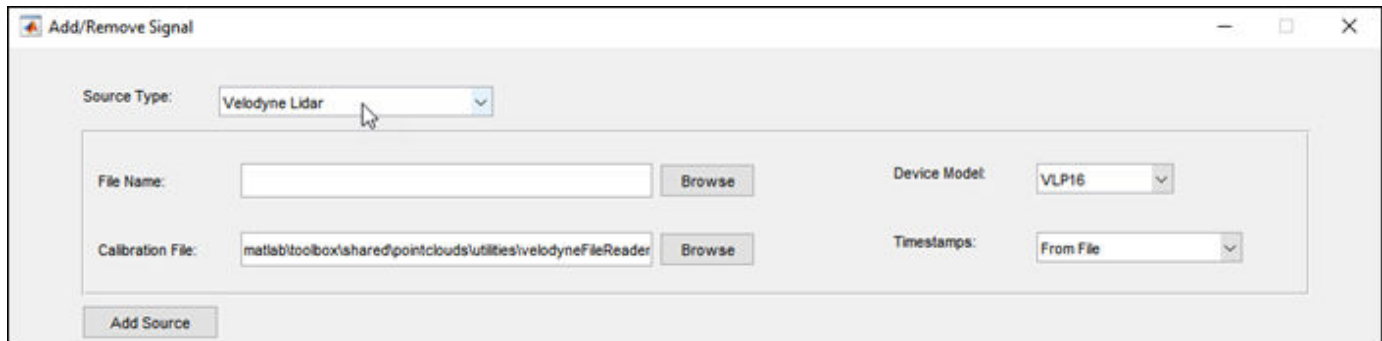 Add/Remove Signal
Source Type: Velodyne Lidar
File Name: Browse Device Model: VLP16
Calibration File: matlab\toolbox\shared\pointclouds\utilities\velodyneFileReader Browse Timestamps: From File
Add Source